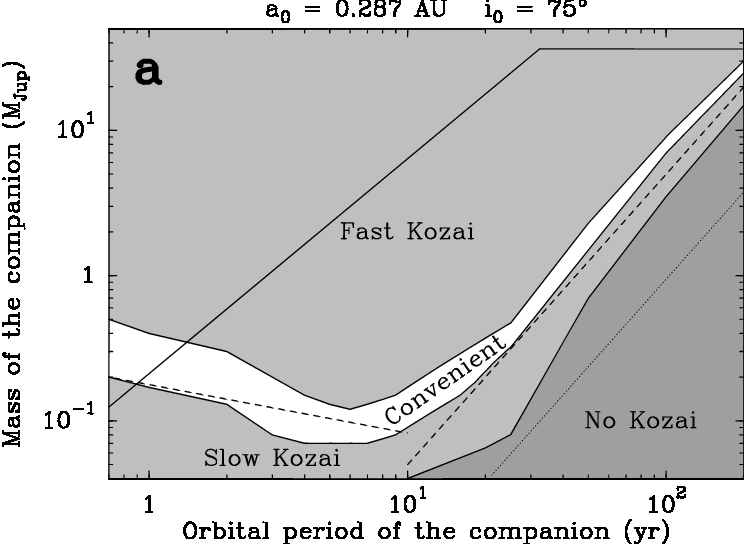 a₀ = 0.287 AU i₀ = 75°
a
Mass of the companion (M_Jup)
10¹
1
10⁻¹
Fast Kozai
Convenient
No Kozai
Slow Kozai
1 10¹ 10²
Orbital period of the companion (yr)